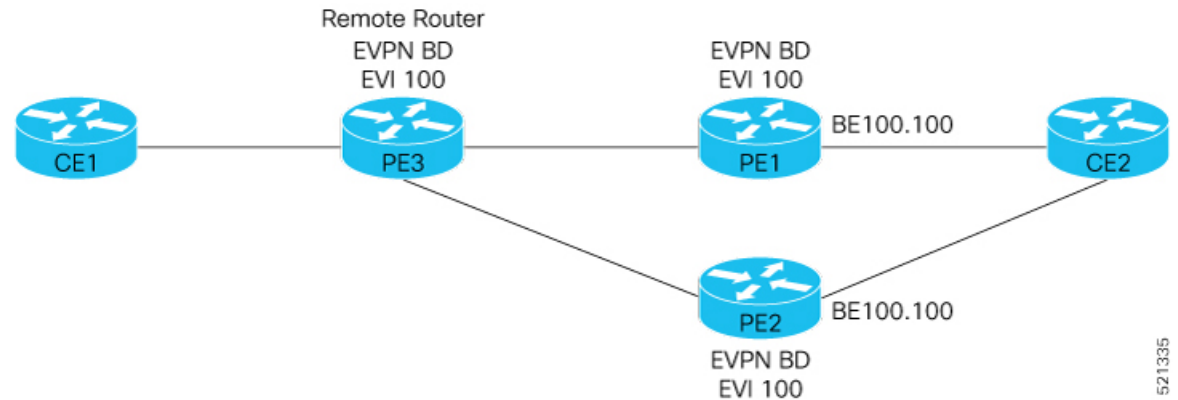 Remote Router
EVPN BD
EVI 100
EVPN BD
EVI 100
BE100.100
CE1
PE3
PE1
CE2
PE2
BE100.100
EVPN BD
EVI 100
521335